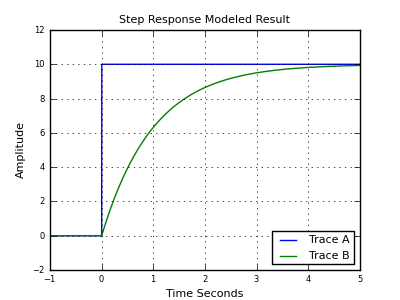 Step Response Modeled Result
12
10
8
6
4
2
0
−2
Amplitude
−1 0 1 2 3 4 5
Time Seconds
Trace A
Trace B